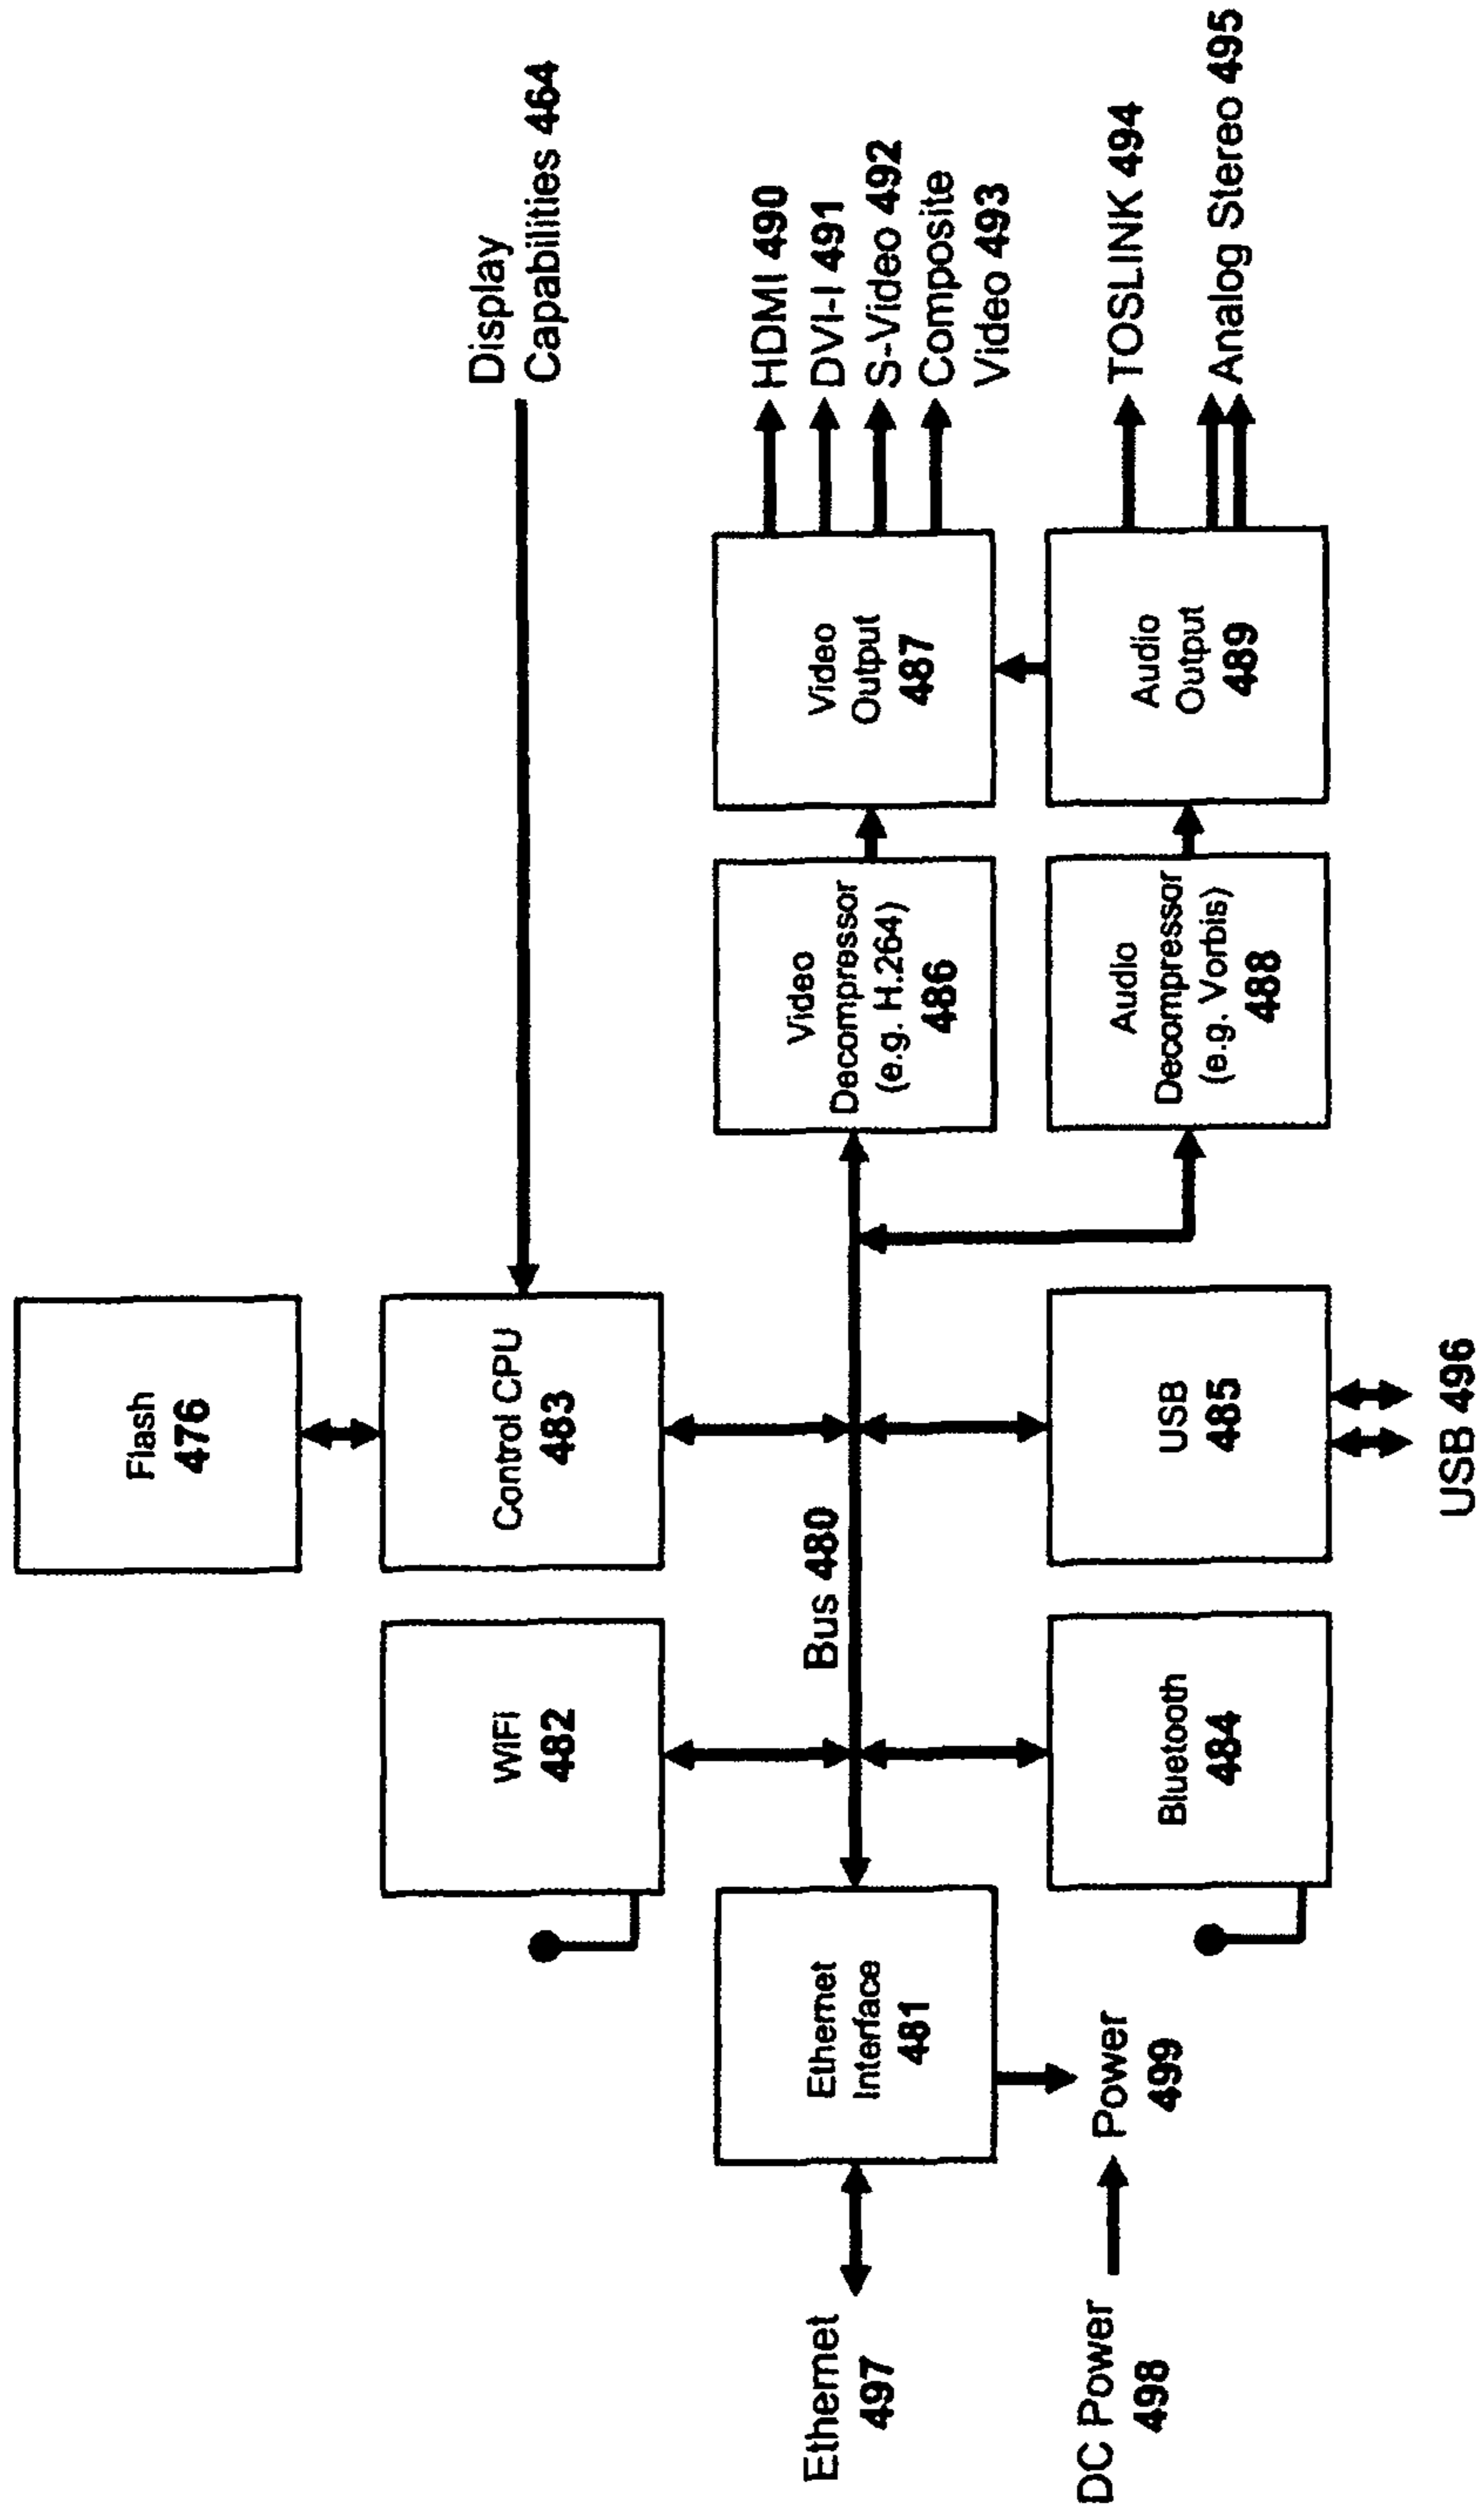 Flash
476
Display
Capabilities 464
WiFi
482
Control CPU
483
Bus 480
Ethernet
497
Ethernet
Interface
481
Video
Decompressor
(e.g. H.264)
486
Video
Output
487
HDMI 490
DVI-I 491
S-Video 492
Composite
Video 493
DC Power
498
Power
499
Bluetooth
484
USB
485
Audio
Decompressor
(e.g. Vorbis)
488
Audio
Output
489
TOSLINK 494
Analog Stereo 495
USB 496